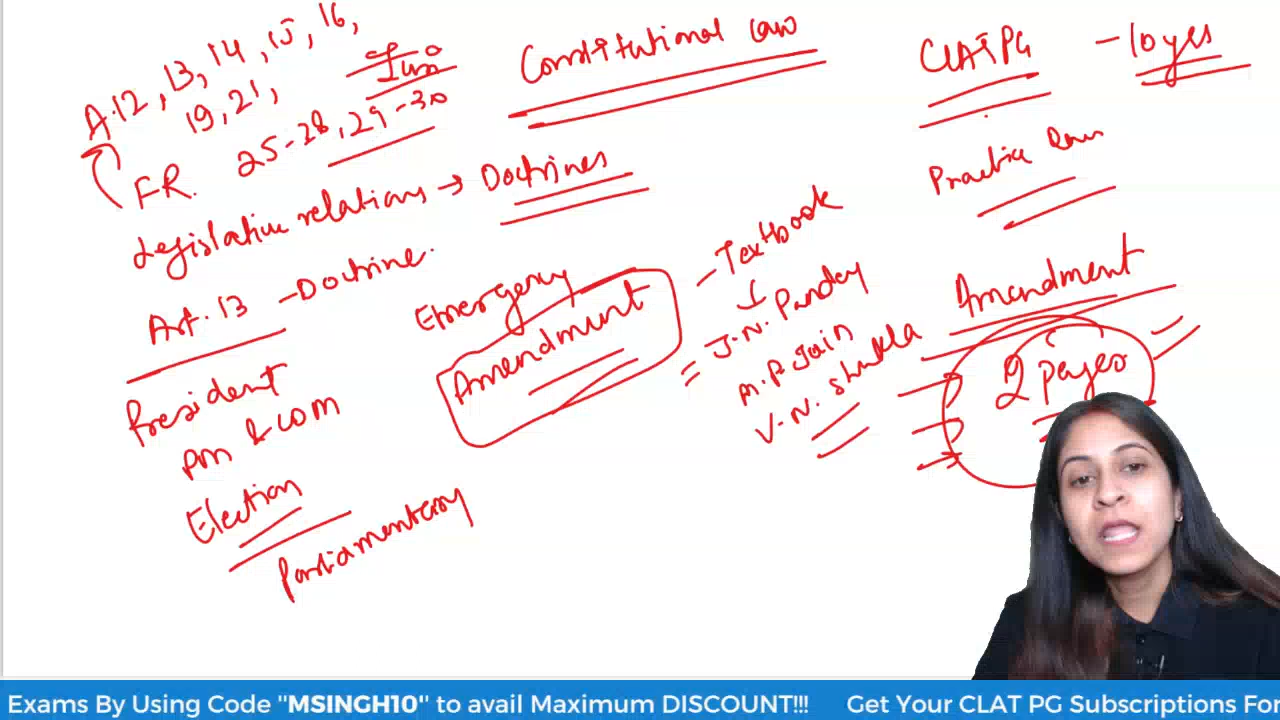 A.12, 13, 14, 15, 16,
19, 21,
FR. 25-28, 29-30
Constitutional law
CLAT PG - 10 yrs
Practice
Legislative relations → Doctrines
Art. 13 - Doctrine.
Emergency
Amendment
- Textbook
J.N. Pandey
M.P Jain
V.N. Shukla
Amendment
2 pages
President
PM & COM
Election
Parliamentary
Exams By Using Code "MSINGH10" to avail Maximum DISCOUNT!!! Get Your CLAT PG Subscriptions For